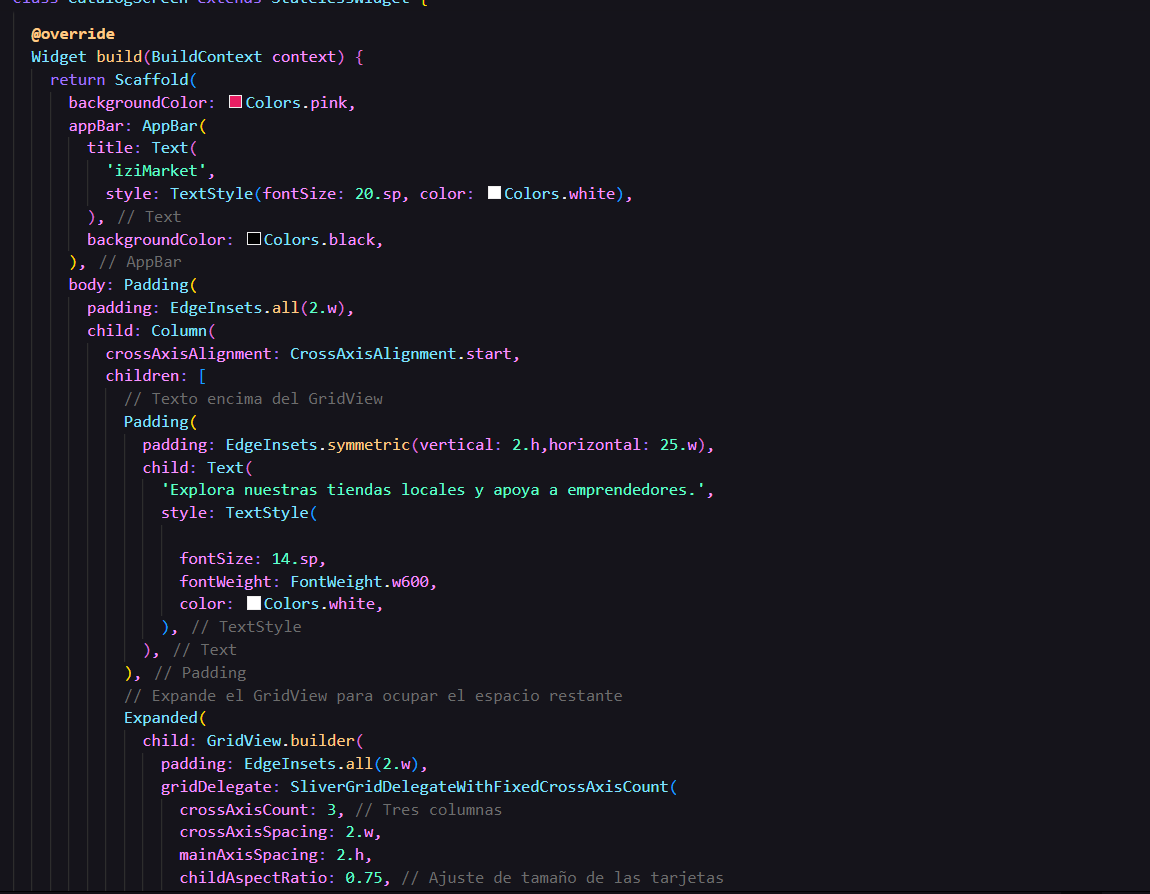 class CatalogScreen extends StatelessWidget {
@override
Widget build(BuildContext context) {
return Scaffold(
backgroundColor: Colors.pink,
appBar: AppBar(
title: Text(
'iziMarket',
style: TextStyle(fontSize: 20.sp, color: Colors.white),
), // Text
backgroundColor: Colors.black,
), // AppBar
body: Padding(
padding: EdgeInsets.all(2.w),
child: Column(
crossAxisAlignment: CrossAxisAlignment.start,
children: [
// Texto encima del GridView
Padding(
padding: EdgeInsets.symmetric(vertical: 2.h,horizontal: 25.w),
child: Text(
'Explora nuestras tiendas locales y apoya a emprendedores.',
style: TextStyle(
fontSize: 14.sp,
fontWeight: FontWeight.w600,
color: Colors.white,
), // TextStyle
), // Text
), // Padding
// Expande el GridView para ocupar el espacio restante
Expanded(
child: GridView.builder(
padding: EdgeInsets.all(2.w),
gridDelegate: SliverGridDelegateWithFixedCrossAxisCount(
crossAxisCount: 3, // Tres columnas
crossAxisSpacing: 2.w,
mainAxisSpacing: 2.h,
childAspectRatio: 0.75, // Ajuste de tamaño de las tarjetas